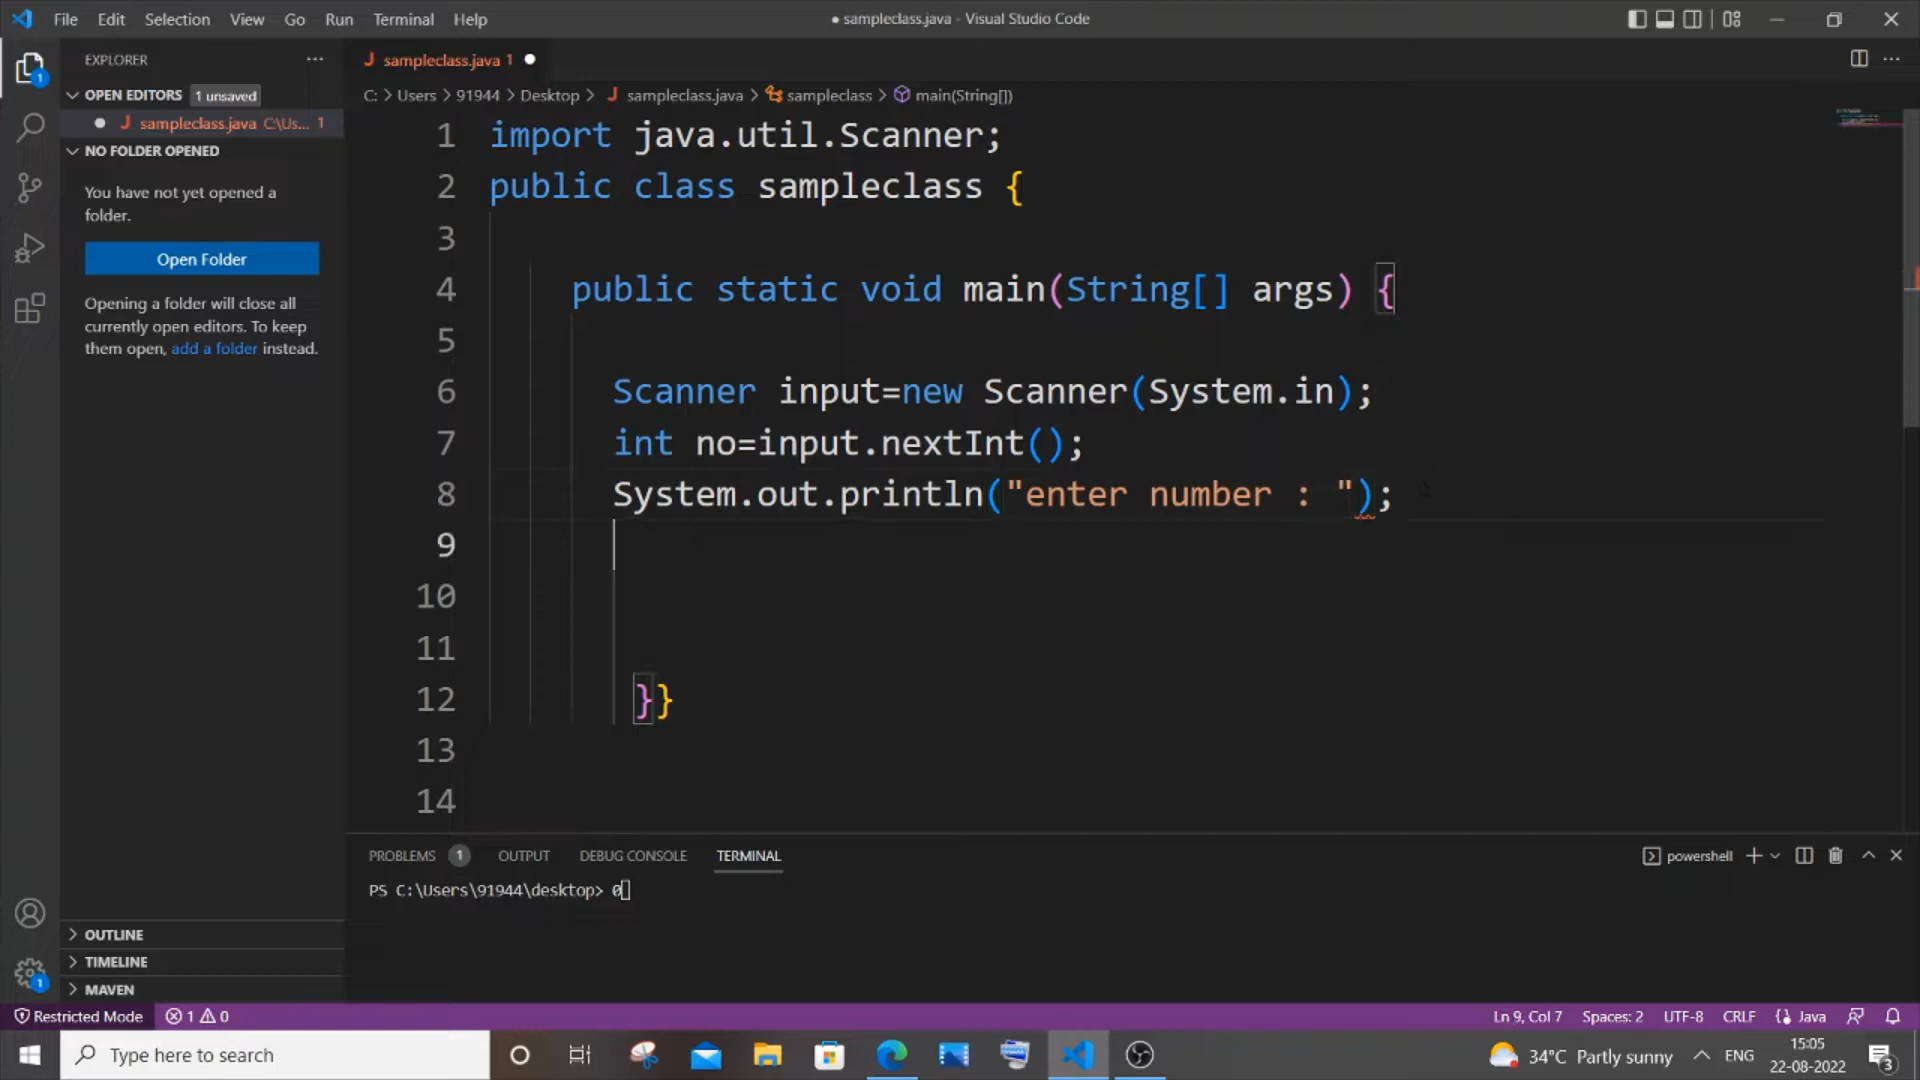 File Edit Selection View Go Run Terminal Help
● sampleclass.java - Visual Studio Code
EXPLORER
OPEN EDITORS 1 unsaved
sampleclass.java C:\Us... 1
NO FOLDER OPENED
You have not yet opened a
folder.
Open Folder
Opening a folder will close all
currently open editors. To keep
them open, add a folder instead.
OUTLINE
TIMELINE
MAVEN
sampleclass.java 1
C: > Users > 91944 > Desktop > sampleclass.java > sampleclass > main(String[])
1 import java.util.Scanner;
2 public class sampleclass {
3
4 public static void main(String[] args) {
5
6 Scanner input=new Scanner(System.in);
7 int no=input.nextInt();
8 System.out.println("enter number : ");
9
10
11
12 }}
13
14
PROBLEMS 1 OUTPUT DEBUG CONSOLE TERMINAL
powershell
PS C:\Users\91944\desktop> 0
Restricted Mode 1 0
Ln 9, Col 7 Spaces: 2 UTF-8 CRLF Java
Type here to search
34°C Partly sunny ENG
15:05
22-08-2022
3